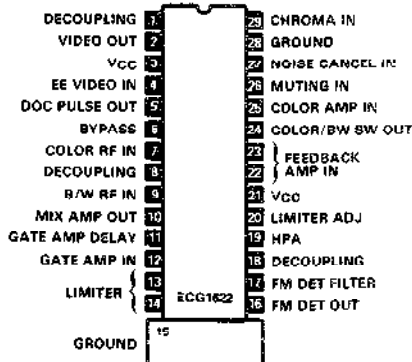 DECOUPLING 1
VIDEO OUT 2
VCC 3
EE VIDEO IN 4
DOC PULSE OUT 5
BYPASS 6
COLOR RF IN 7
DECOUPLING 8
B/W RF IN 9
MIX AMP OUT 10
GATE AMP DELAY 11
GATE AMP IN 12
LIMITER 13 14
GROUND 15
ECG1622
29 CHROMA IN
28 GROUND
27 NOISE CANCEL IN
26 MUTING IN
25 COLOR AMP IN
24 COLOR/BW SW OUT
23 22 FEEDBACK
AMP IN
21 VCC
20 LIMITER ADJ
19 HPA
18 DECOUPLING
17 FM DET FILTER
16 FM DET OUT